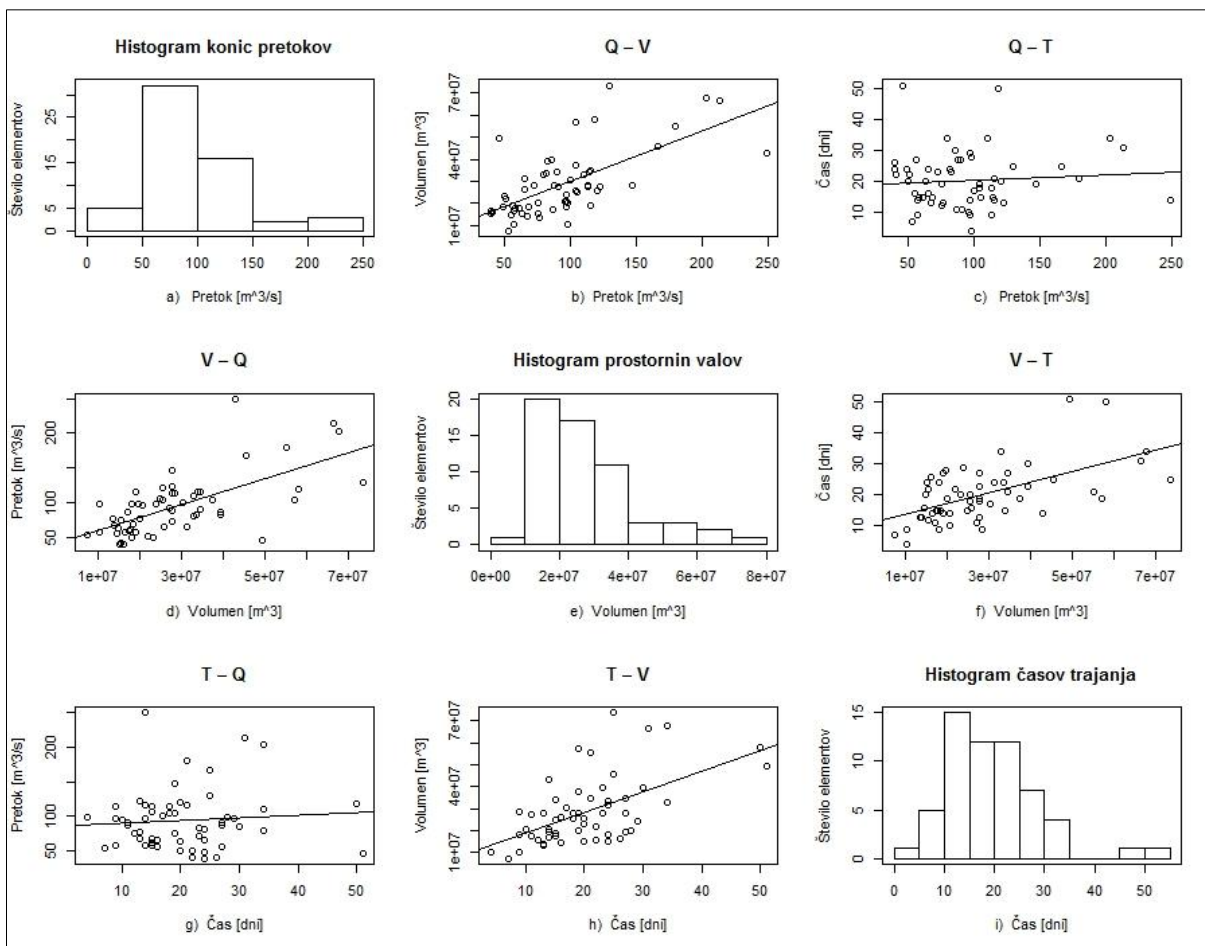 Histogram konic pretokov
Število elementov
0 5 15 25
0 50 100 150 200 250
a) Pretok [m^3/s]
Q – V
Volumen [m^3]
1e+07 4e+07 7e+07
50 100 150 200 250
b) Pretok [m^3/s]
Q – T
Čas [dni]
10 20 30 40 50
50 100 150 200 250
c) Pretok [m^3/s]
V – Q
Pretok [m^3/s]
50 100 200
1e+07 3e+07 5e+07 7e+07
d) Volumen [m^3]
Histogram prostornin valov
Število elementov
0 5 10 15 20
0e+00 2e+07 4e+07 6e+07 8e+07
e) Volumen [m^3]
V – T
Čas [dni]
10 20 30 40 50
1e+07 3e+07 5e+07 7e+07
f) Volumen [m^3]
T – Q
Pretok [m^3/s]
50 100 200
10 20 30 40 50
g) Čas [dni]
T – V
Volumen [m^3]
1e+07 4e+07 7e+07
10 20 30 40 50
h) Čas [dni]
Histogram časov trajanja
Število elementov
0 5 10 15
0 10 20 30 40 50
i) Čas [dni]